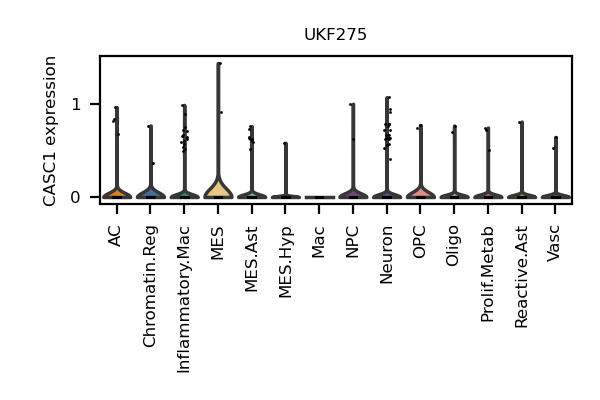 UKF275
CASC1 expression
1
0
AC
Chromatin.Reg
Inflammatory.Mac
MES
MES.Ast
MES.Hyp
Mac
NPC
Neuron
OPC
Oligo
Prolif.Metab
Reactive.Ast
Vasc